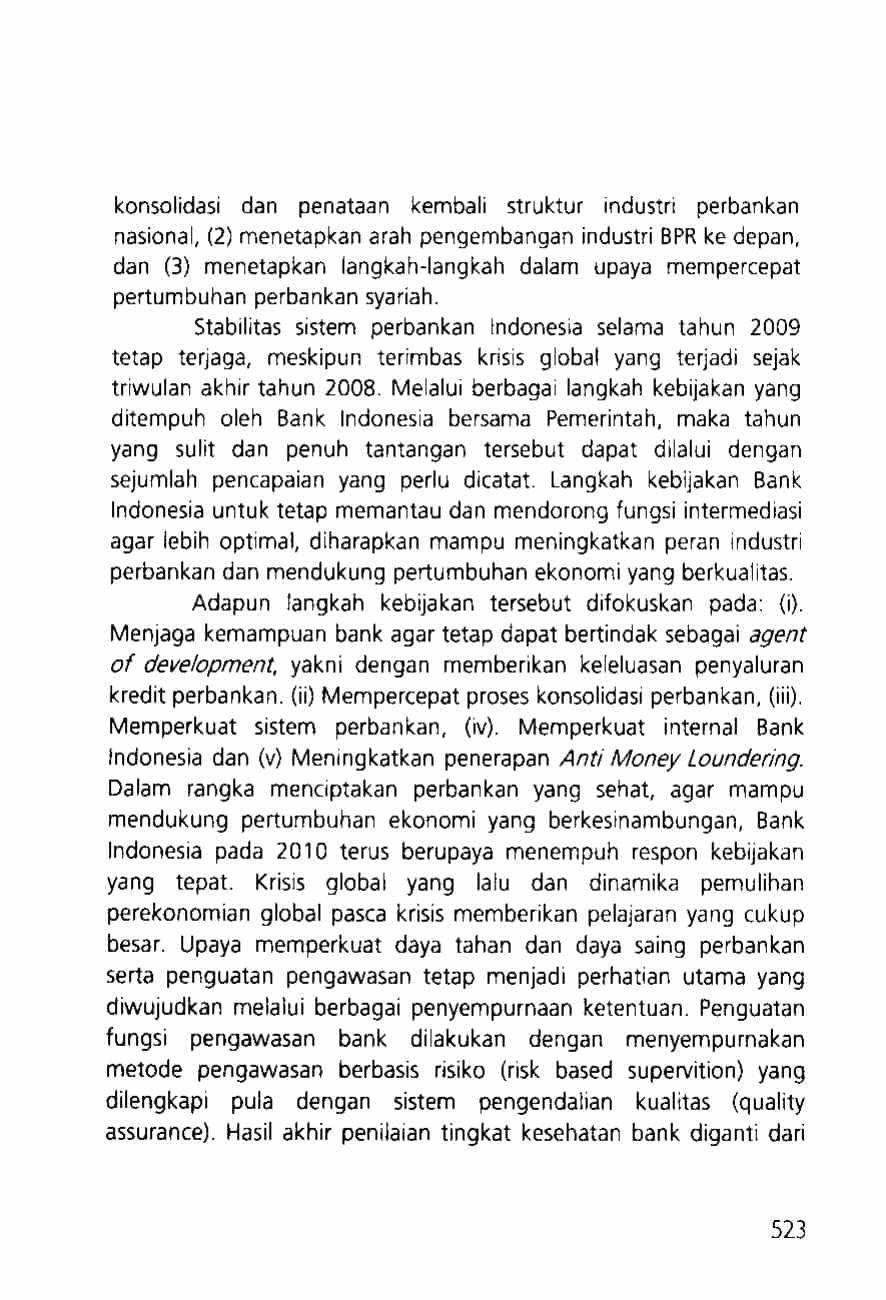 konsolidasi dan penataan kembali struktur industri perbankan
nasional, (2) menetapkan arah pengembangan industri BPR ke depan,
dan (3) menetapkan langkah-langkah dalam upaya mempercepat
pertumbuhan perbankan syariah.
Stabilitas sistem perbankan Indonesia selama tahun 2009
tetap terjaga, meskipun terimbas krisis global yang terjadi sejak
triwulan akhir tahun 2008. Melalui berbagai langkah kebijakan yang
ditempuh oleh Bank Indonesia bersama Pemerintah, maka tahun
yang sulit dan penuh tantangan tersebut dapat dilalui dengan
sejumlah pencapaian yang perlu dicatat. Langkah kebijakan Bank
Indonesia untuk tetap memantau dan mendorong fungsi intermediasi
agar lebih optimal, diharapkan mampu meningkatkan peran industri
perbankan dan mendukung pertumbuhan ekonomi yang berkualitas.
Adapun langkah kebijakan tersebut difokuskan pada: (i).
Menjaga kemampuan bank agar tetap dapat bertindak sebagai agent
of development, yakni dengan memberikan keleluasan penyaluran
kredit perbankan. (ii) Mempercepat proses konsolidasi perbankan, (iii).
Memperkuat sistem perbankan, (iv). Memperkuat internal Bank
Indonesia dan (v) Meningkatkan penerapan Anti Money Loundering.
Dalam rangka menciptakan perbankan yang sehat, agar mampu
mendukung pertumbuhan ekonomi yang berkesinambungan, Bank
Indonesia pada 2010 terus berupaya menempuh respon kebijakan
yang tepat. Krisis global yang lalu dan dinamika pemulihan
perekonomian global pasca krisis memberikan pelajaran yang cukup
besar. Upaya memperkuat daya tahan dan daya saing perbankan
serta penguatan pengawasan tetap menjadi perhatian utama yang
diwujudkan melalui berbagai penyempurnaan ketentuan. Penguatan
fungsi pengawasan bank dilakukan dengan menyempurnakan
metode pengawasan berbasis risiko (risk based supervition) yang
dilengkapi pula dengan sistem pengendalian kualitas (quality
assurance). Hasil akhir penilaian tingkat kesehatan bank diganti dari
523